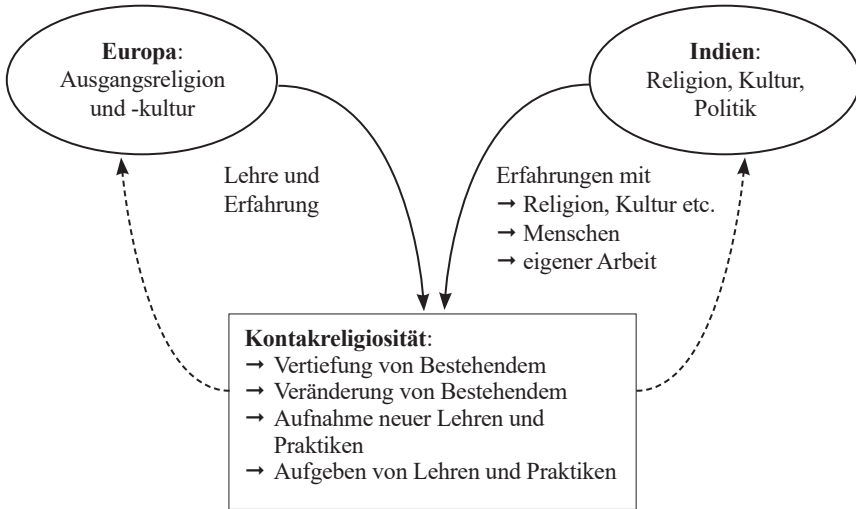 Europa:
Ausgangsreligion
und -kultur
Indien:
Religion, Kultur,
Politik
Lehre und
Erfahrung
Erfahrungen mit
→ Religion, Kultur etc.
→ Menschen
→ eigener Arbeit
Kontakreligiosität:
→ Vertiefung von Bestehendem
→ Veränderung von Bestehendem
→ Aufnahme neuer Lehren und
Praktiken
→ Aufgeben von Lehren und Praktiken